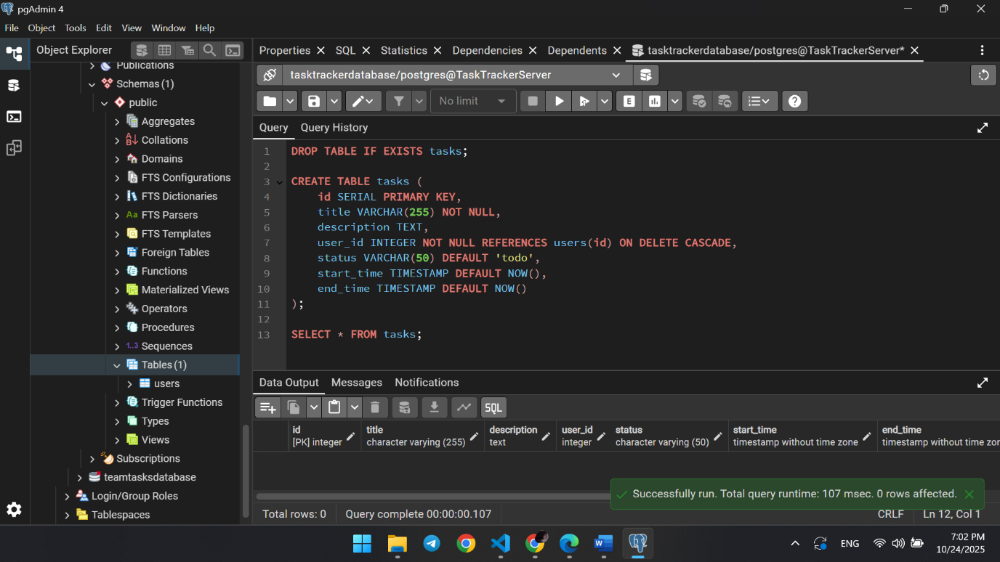 pgAdmin 4
File Object Tools Edit View Window Help
Object Explorer
Properties SQL Statistics Dependencies Dependents tasktrackerdatabase/postgres@TaskTrackerServer*
Publications
Schemas (1)
public
Aggregates
Collations
Domains
FTS Configurations
FTS Dictionaries
FTS Parsers
FTS Templates
Foreign Tables
Functions
Materialized Views
Operators
Procedures
1..3 Sequences
Tables (1)
users
Trigger Functions
Types
Views
Subscriptions
teamtasksdatabase
Login/Group Roles
Tablespaces
tasktrackerdatabase/postgres@TaskTrackerServer
No limit
Query Query History
1 DROP TABLE IF EXISTS tasks;
2
3 CREATE TABLE tasks (
4 id SERIAL PRIMARY KEY,
5 title VARCHAR(255) NOT NULL,
6 description TEXT,
7 user_id INTEGER NOT NULL REFERENCES users(id) ON DELETE CASCADE,
8 status VARCHAR(50) DEFAULT 'todo',
9 start_time TIMESTAMP DEFAULT NOW(),
10 end_time TIMESTAMP DEFAULT NOW()
11 );
12
13 SELECT * FROM tasks;
Data Output Messages Notifications
SQL
id title description user_id status start_time end_time
[PK] integer character varying (255) text integer character varying (50) timestamp without time zone timestamp without time zon
Successfully run. Total query runtime: 107 msec. 0 rows affected.
Total rows: 0 Query complete 00:00:00.107 CRLF Ln 12, Col 1
ENG
7:02 PM
10/24/2025